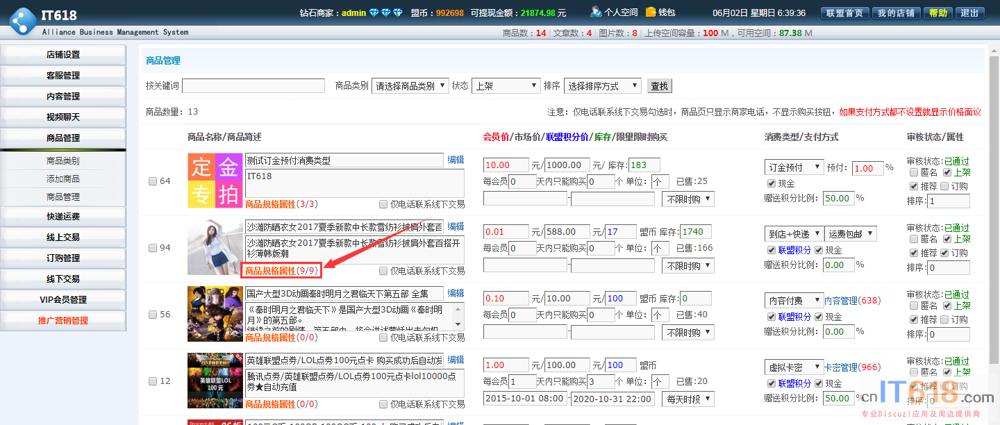 IT618
Alliance Business Management System
钻石商家：admin 盟币：992698 可提现金额：21874.98 元 个人空间 钱包 06月02日 星期日 6:39:36 联盟首页 我的店铺 帮助 退出
商品数：14 | 文章数：4 | 图片数：8 | 上传空间容量：100 M，可用空间：87.38 M
店铺设置
客服管理
内容管理
视频聊天
商品管理
商品类别
添加商品
商品管理
快递运费
线上交易
订购管理
线下交易
VIP会员管理
推广营销管理
商品管理
按关键词 商品类别 请选择商品类别 状态 上架 排序 选择排序方式 查找
商品数量：13 注意：仅电话联系线下交易勾选时，商品页只显示商家电话，不显示购买按钮，如果支付方式都不设置就显示价格面议
商品名称/商品简述 会员价/市场价/联盟积分价/库存/限量限时购买 消费类型/支付方式 审核状态/属性
64
定金专拍
测试订金预付消费类型 编辑
IT618
商品规格属性(3/3) 仅电话联系线下交易
10.00 元/ 1000.00 元/ 库存: 183
每会员 0 天内只能购买 0 个 单位: 个 已售:25
- 不限时购
订金预付 预付: 1.00 %
现金
赠送积分比例: 50.00 %
审核状态:已通过
匿名 上架
推荐 订购
排序: 1
94
沙滩防晒衣女2017夏季新款中长款雪纺衫披肩外套百 编辑
沙滩防晒衣女2017夏季新款中长款雪纺衫披肩外套百搭开
衫薄韩版潮
商品规格属性(9/9) 仅电话联系线下交易
0.01 元/ 588.00 元/ 17 盟币 库存: 1740
每会员 0 天内只能购买 0 个 单位: 个 已售:166
- 不限时购
到店+快递 运费包邮
联盟积分 现金
赠送积分比例: 0.00 %
审核状态:已通过
匿名 上架
推荐 订购
排序: 0
56
国产大型3D动画秦时明月之君临天下第五部 全集 编辑
《秦时明月之君临天下》是国产大型3D动画《秦时明
月》的第五部。
商品规格属性(0/0) 仅电话联系线下交易
0.10 元/ 10.00 元/ 100 盟币 库存: 0
每会员 0 天内只能购买 0 个 单位: 个 已售:40
- 不限时购
内容付费 内容管理(638)
联盟积分 现金
赠送积分比例: 0.00 %
审核状态:已通过
匿名 上架
推荐 订购
排序: 0
12
英雄联盟LOL
100 元
英雄联盟点券/LOL点券100元点卡 购买成功后自动发 编辑
腾讯点券/英雄联盟点券/LOL点券100元点卡lol10000点
券★自动充值
商品规格属性(0/0) 仅电话联系线下交易
1.00 元/ 100.00 元/ 100 盟币
每会员 1 天内只能购买 3 个 单位: 个 已售:20
2015-10-01 08:00 - 2020-10-31 22:00 每天时段
虚拟卡密 卡密管理(966)
联盟积分 现金
赠送积分比例: 50.00 %
审核状态:已通过
匿名 上架
推荐 订购
排序: 0
cnIT618.com
专业Discuz!应用及周边提供商